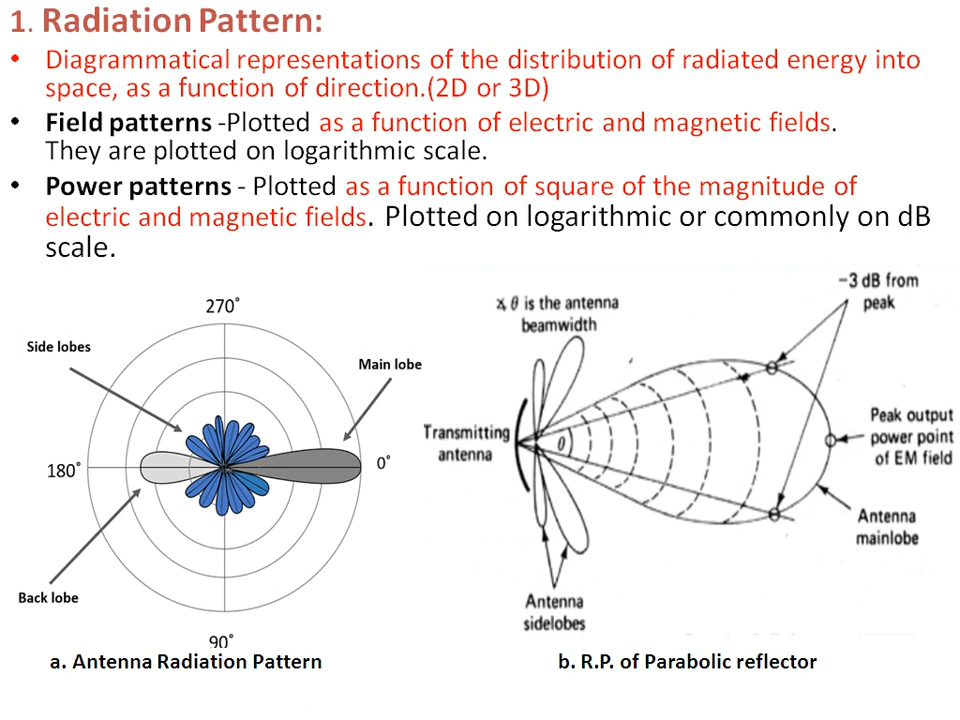 1. Radiation Pattern:
• Diagrammatical representations of the distribution of radiated energy into
space, as a function of direction.(2D or 3D)
• Field patterns -Plotted as a function of electric and magnetic fields.
They are plotted on logarithmic scale.
• Power patterns - Plotted as a function of square of the magnitude of
electric and magnetic fields. Plotted on logarithmic or commonly on dB
scale.
270°
Side lobes
Main lobe
180°
0°
Back lobe
90°
a. Antenna Radiation Pattern
∡ θ is the antenna
beamwidth
-3 dB from
peak
Transmitting
antenna
θ
Peak output
power point
of EM field
Antenna
mainlobe
Antenna
sidelobes
b. R.P. of Parabolic reflector